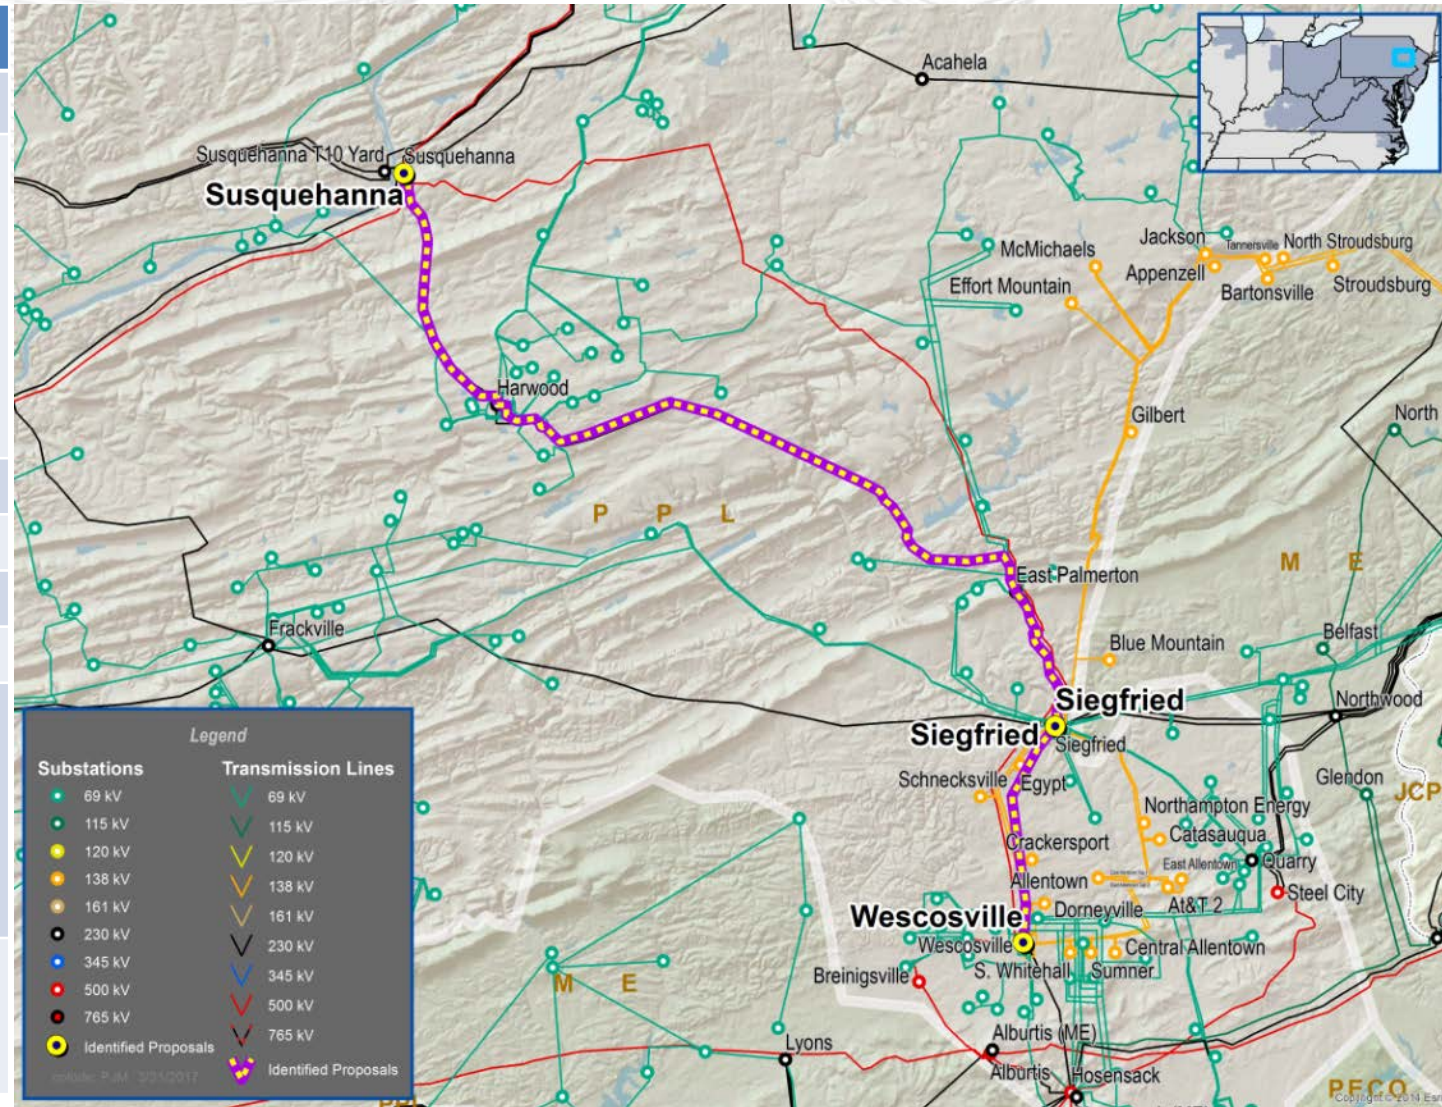 Acahela
Susquehanna T10 Yard
Susquehanna
Susquehanna
McMichaels
Jackson
Tannersville
North Stroudsburg
Effort Mountain
Appenzell
Bartonsville
Stroudsburg
Harwood
Gilbert
North
P P L
M E
East Palmerton
Frackville
Blue Mountain
Belfast
Siegfried
Northwood
Siegfried
Siegfried
Schnecksville
Egypt
Glendon
JCP
Northampton Energy
Catasauqua
Crackersport
East Allentown
Quarry
Allentown
Steel City
At&T 2
Wescosville
Dorneyville
Wescosville
Central Allentown
Breinigsville
S. Whitehall
Sumner
M E
Lyons
Alburtis (ME)
Alburtis
Hosensack
PECO
Legend
Substations
69 kV
115 kV
120 kV
138 kV
161 kV
230 kV
345 kV
500 kV
765 kV
Identified Proposals
Transmission Lines
69 kV
115 kV
120 kV
138 kV
161 kV
230 kV
345 kV
500 kV
765 kV
Identified Proposals
Copyright:© 2014 Esri